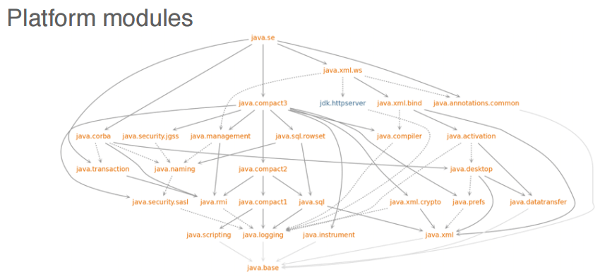 Platform modules
java.se
java.xml.ws
java.compact3 jdk.httpserver java.xml.bind java.annotations.common
java.corba java.security.jgss java.management java.sql.rowset java.compiler java.activation
java.transaction java.naming java.compact2 java.desktop
java.security.sasl java.rmi java.compact1 java.sql java.xml.crypto java.prefs java.datatransfer
java.scripting java.logging java.instrument java.xml
java.base